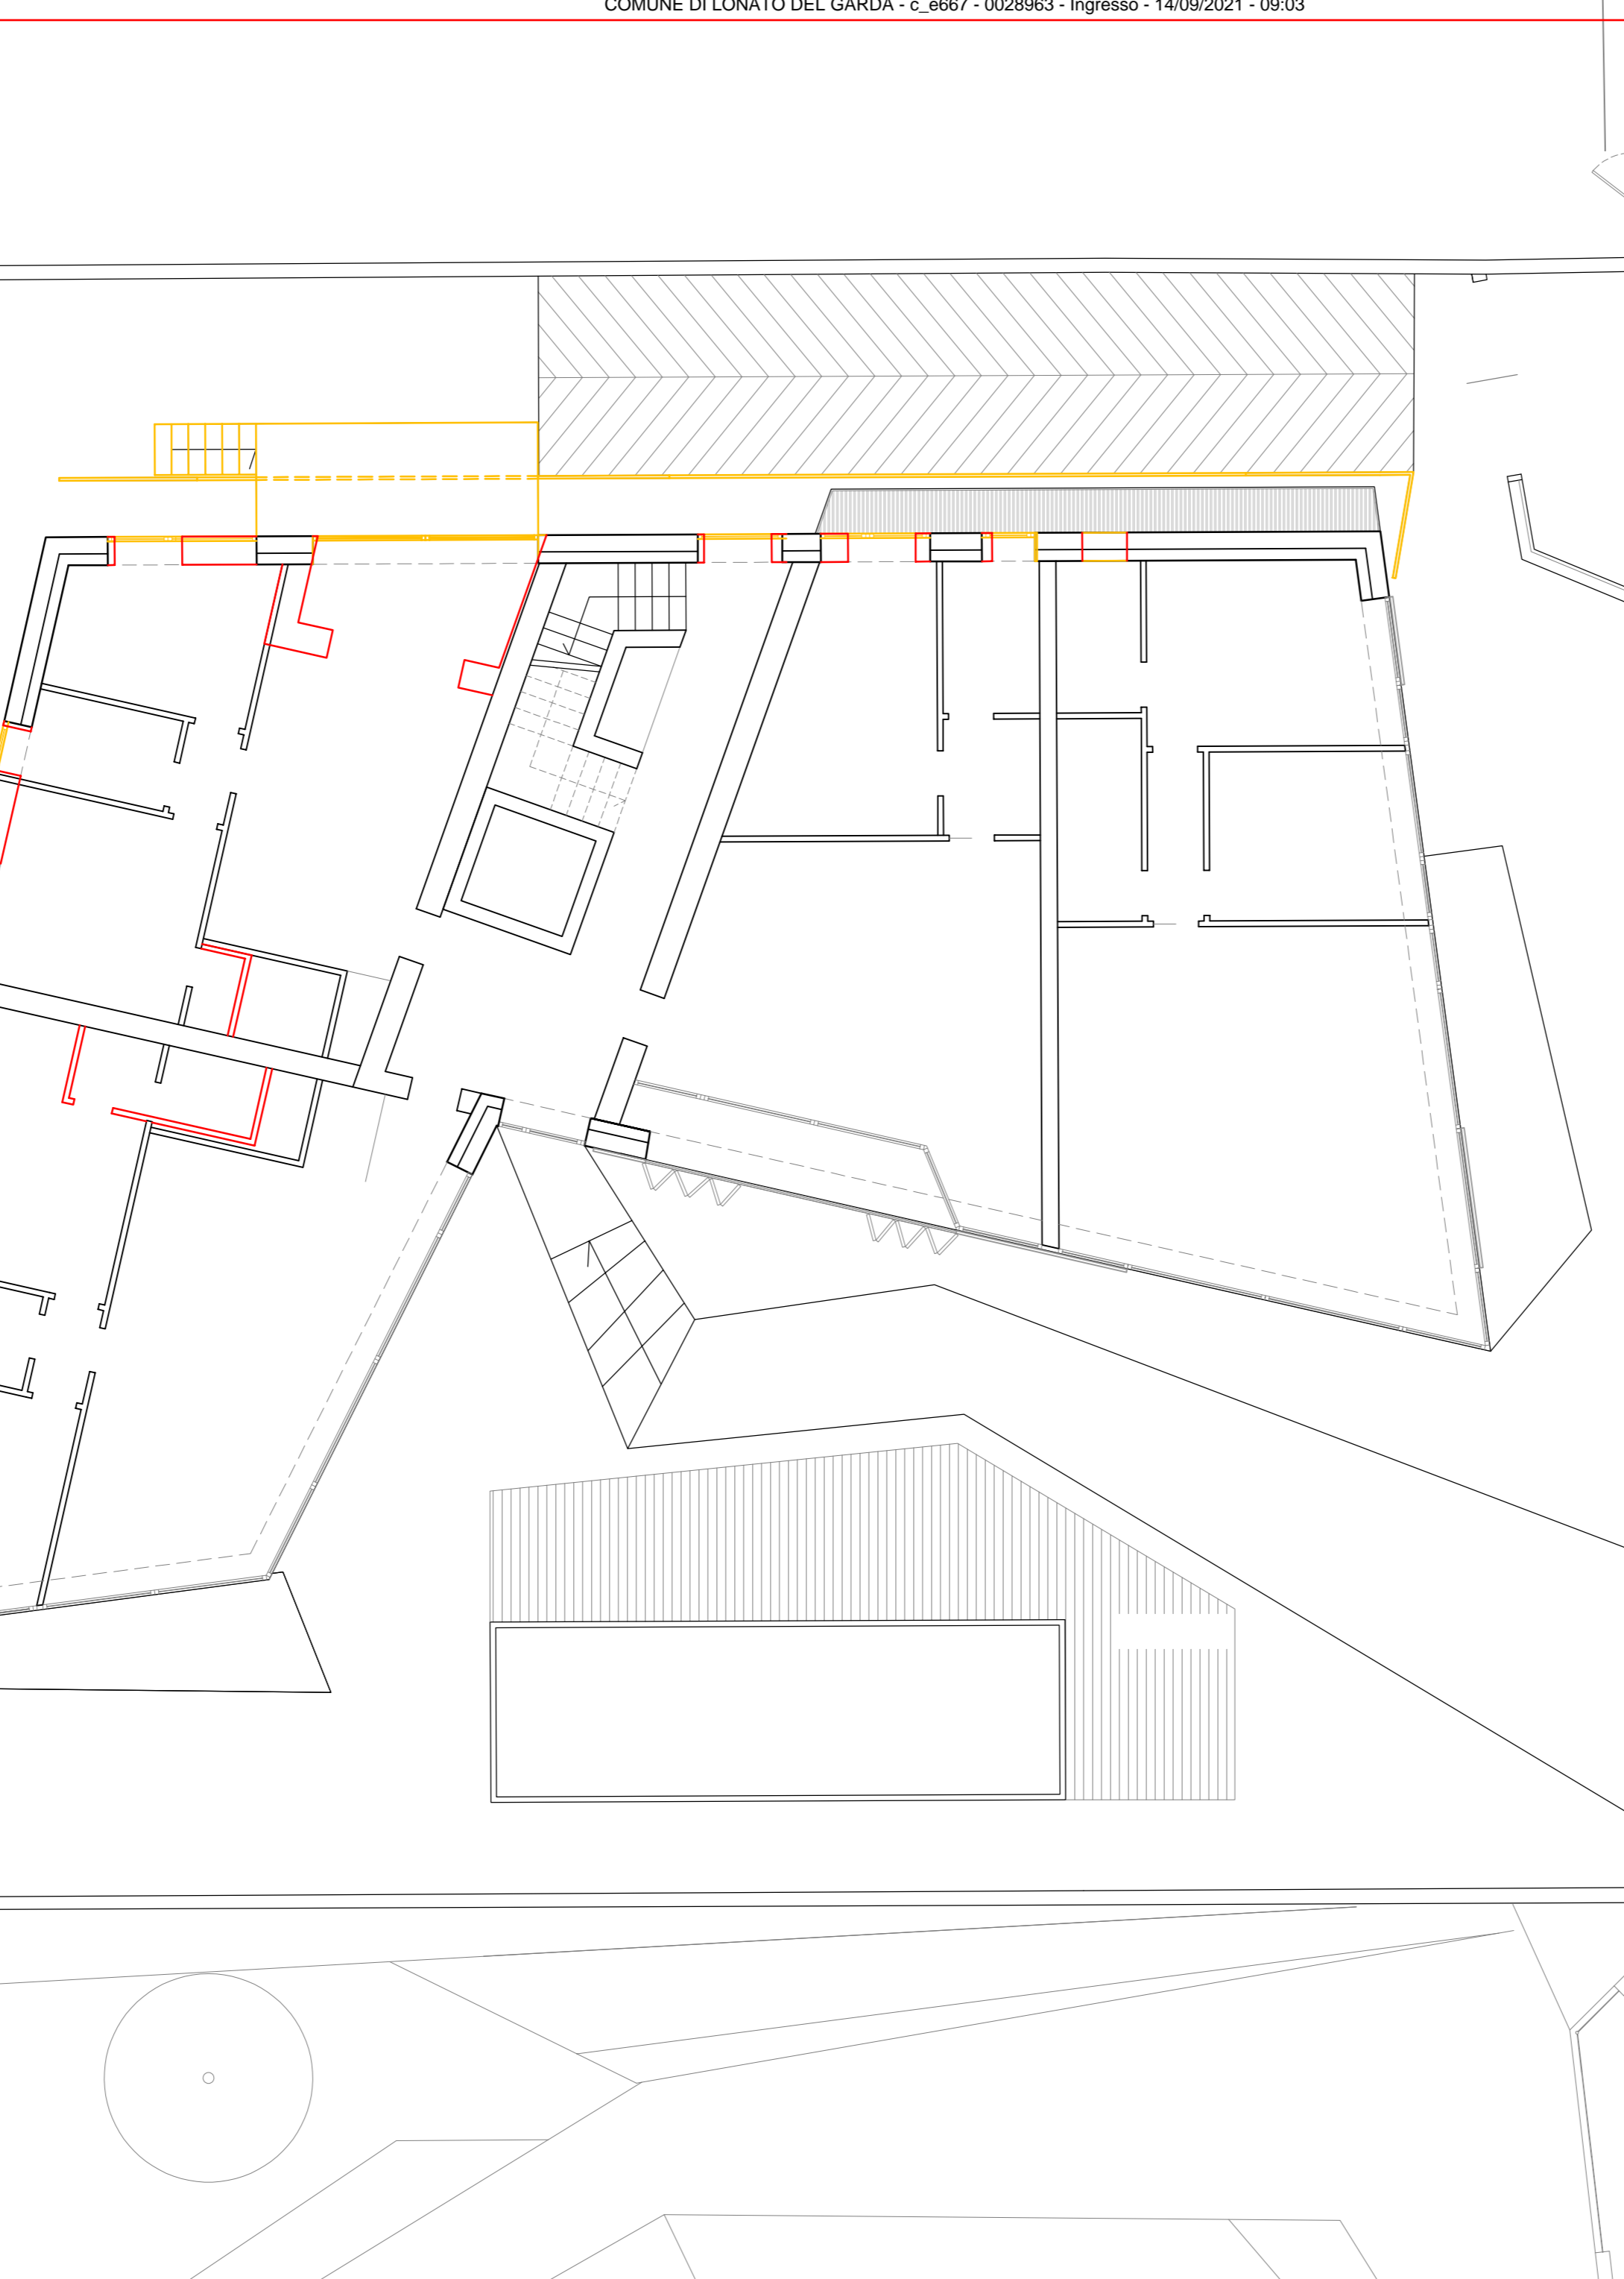 COMUNE DI LONATO DEL GARDA - c_e667 - 0028963 - Ingresso - 14/09/2021 - 09:03